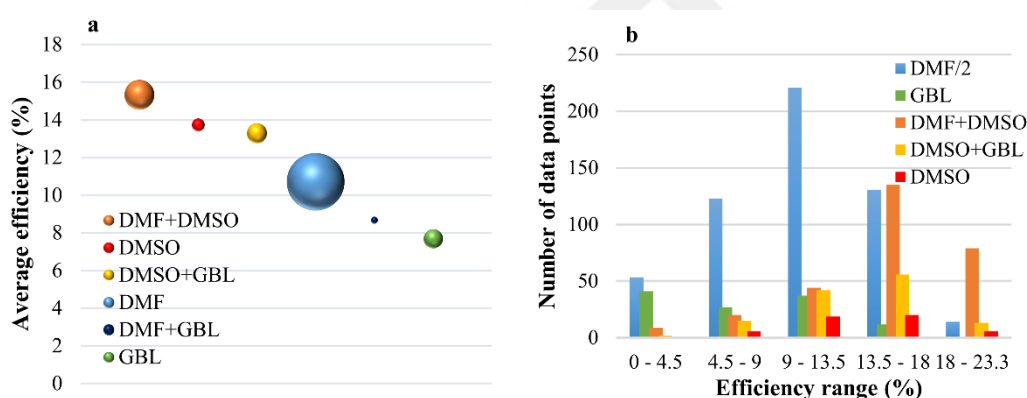 a
Average efficiency (%)
18
16
14
12
10
8
6
4
2
0
DMF+DMSO
DMSO
DMSO+GBL
DMF
DMF+GBL
GBL
b
Number of data points
250
200
150
100
50
0
DMF/2
GBL
DMF+DMSO
DMSO+GBL
DMSO
0 - 4.5 4.5 - 9 9 - 13.5 13.5 - 18 18 - 23.3
Efficiency range (%)